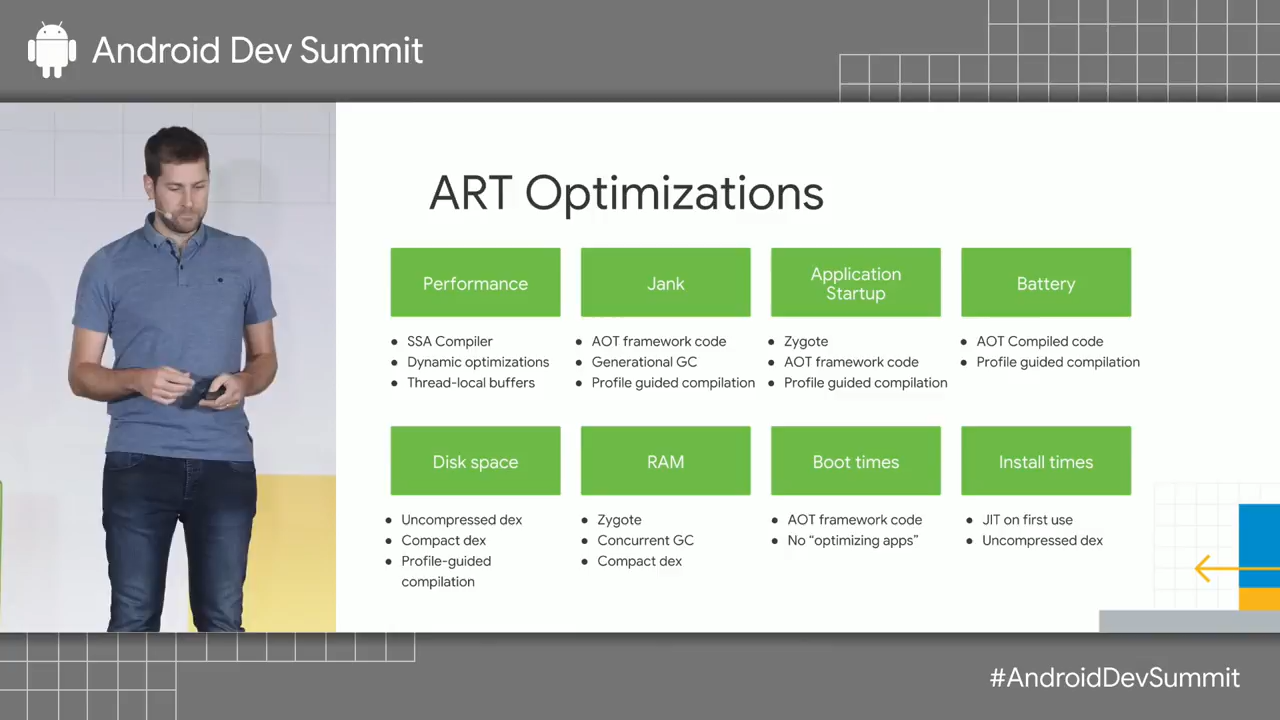 Android Dev Summit
ART Optimizations
Performance
Jank
Application
Startup
Battery
SSA Compiler
Dynamic optimizations
Thread-local buffers
AOT framework code
Generational GC
Profile guided compilation
Zygote
AOT framework code
Profile guided compilation
AOT Compiled code
Profile guided compilation
Disk space
RAM
Boot times
Install times
Uncompressed dex
Compact dex
Profile-guided
compilation
Zygote
Concurrent GC
Compact dex
AOT framework code
No “optimizing apps”
JIT on first use
Uncompressed dex
#AndroidDevSummit